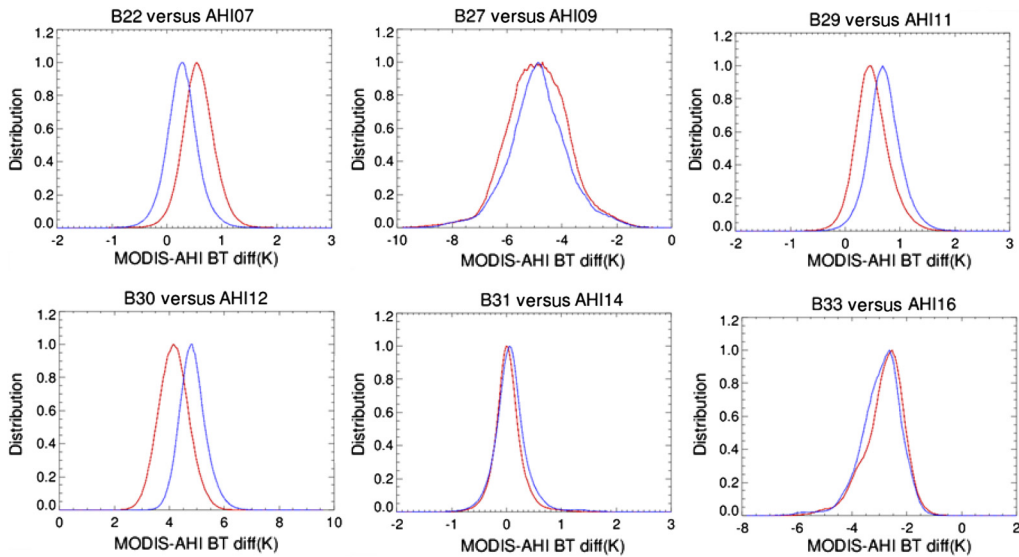 B22 versus AHI07
1.2
1.0
0.8
0.6
0.4
0.2
0.0
Distribution
-2 -1 0 1 2 3
MODIS-AHI BT diff(K)
B27 versus AHI09
1.2
1.0
0.8
0.6
0.4
0.2
0.0
Distribution
-10 -8 -6 -4 -2 0
MODIS-AHI BT diff(K)
B29 versus AHI11
1.2
1.0
0.8
0.6
0.4
0.2
0.0
Distribution
-2 -1 0 1 2 3
MODIS-AHI BT diff(K)
B30 versus AHI12
1.2
1.0
0.8
0.6
0.4
0.2
0.0
Distribution
0 2 4 6 8 10
MODIS-AHI BT diff(K)
B31 versus AHI14
1.2
1.0
0.8
0.6
0.4
0.2
0.0
Distribution
-2 -1 0 1 2 3
MODIS-AHI BT diff(K)
B33 versus AHI16
1.2
1.0
0.8
0.6
0.4
0.2
0.0
Distribution
-8 -6 -4 -2 0 2
MODIS-AHI BT diff(K)